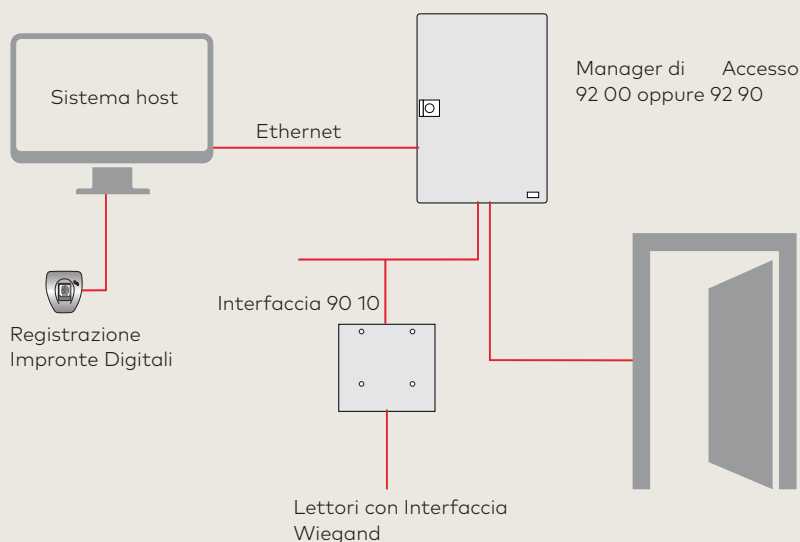 Sistema host
Ethernet
Manager di Accesso
92 00 oppure 92 90
Interfaccia 90 10
Registrazione
Impronte Digitali
Lettori con Interfaccia
Wiegand